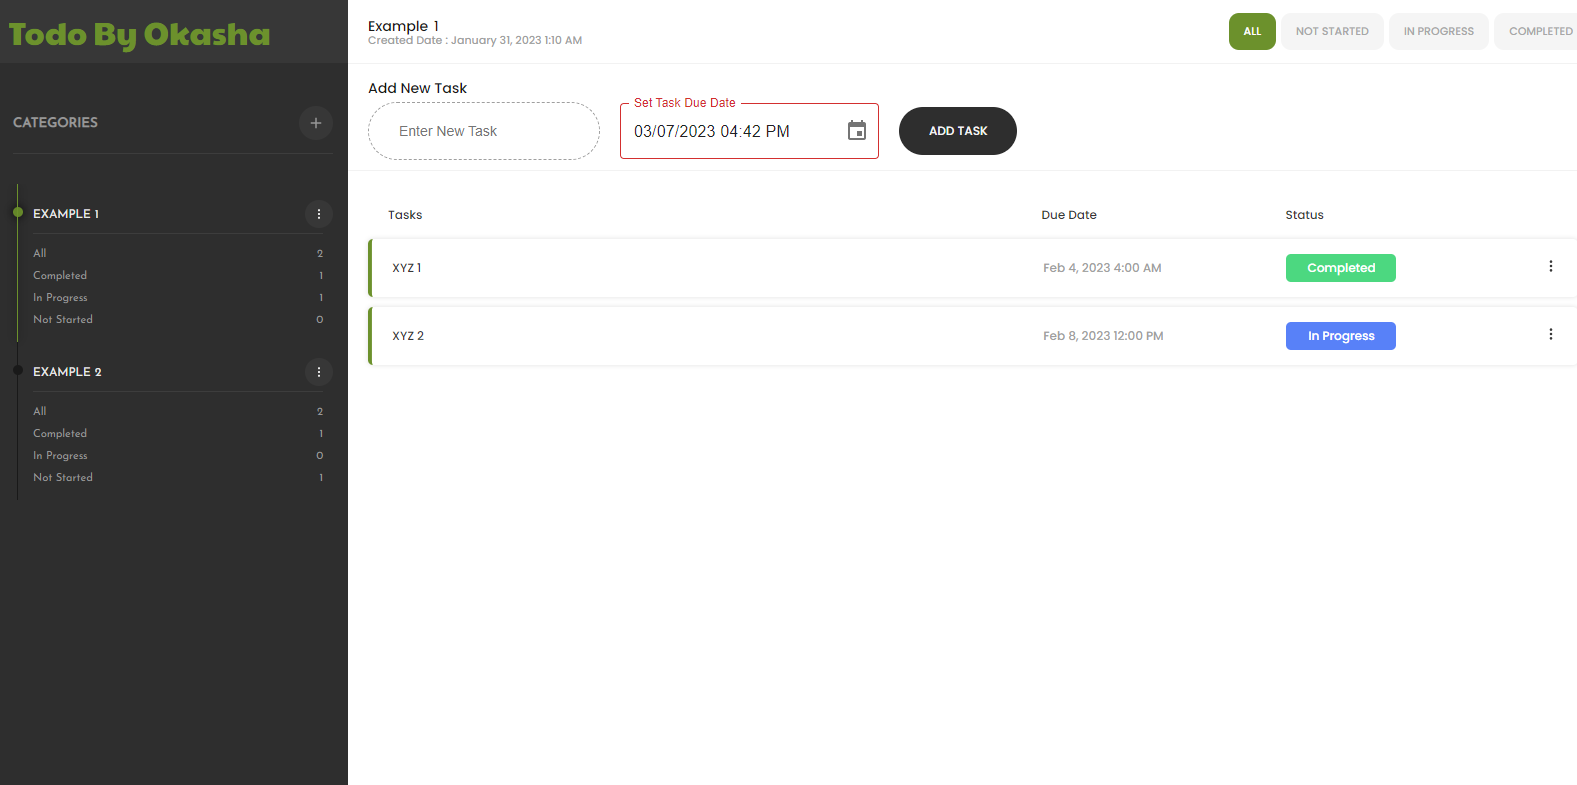 Todo By Okasha
CATEGORIES
EXAMPLE 1
All 2
Completed 1
In Progress 1
Not Started 0
EXAMPLE 2
All 2
Completed 1
In Progress 0
Not Started 1
Example 1
Created Date : January 31, 2023 1:10 AM
ALL NOT STARTED IN PROGRESS COMPLETED
Add New Task
Enter New Task
Set Task Due Date
03/07/2023 04:42 PM
ADD TASK
Tasks Due Date Status
XYZ 1 Feb 4, 2023 4:00 AM Completed
XYZ 2 Feb 8, 2023 12:00 PM In Progress